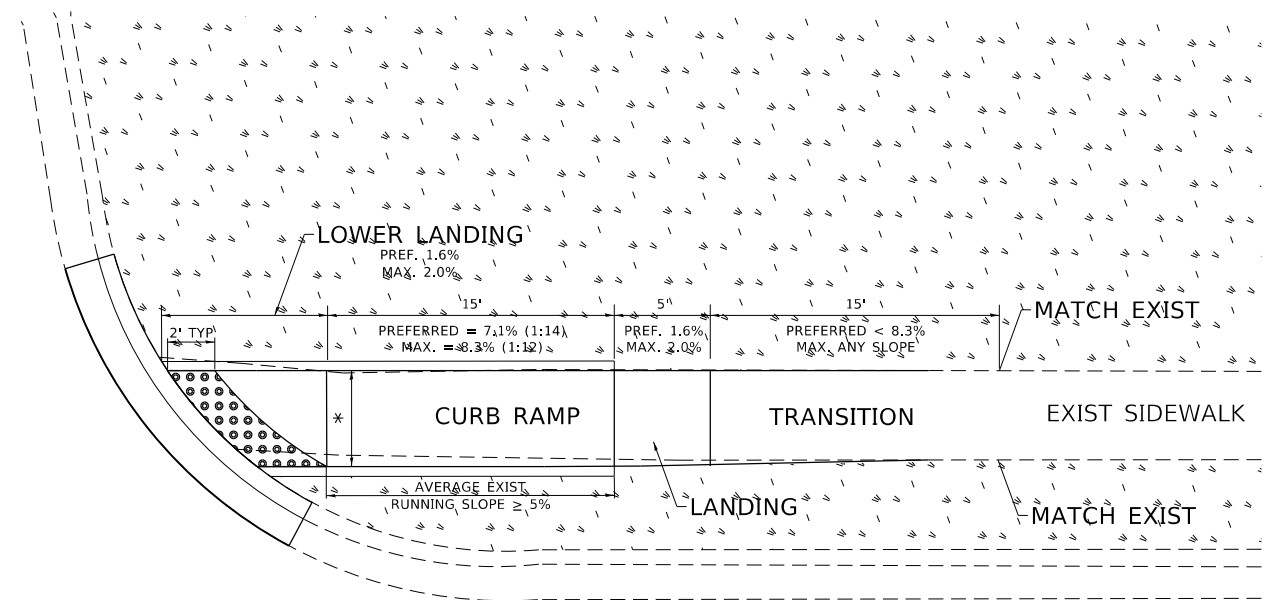 LOWER LANDING
PREF. 1.6%
MAX. 2.0%
15'
5'
15'
MATCH EXIST
2' TYP
PREFERRED = 7.1% (1:14)
MAX. = 8.3% (1:12)
PREF. 1.6%
MAX. 2.0%
PREFERRED < 8.3%
MAX. ANY SLOPE
*
CURB RAMP
TRANSITION
EXIST SIDEWALK
AVERAGE EXIST
RUNNING SLOPE ≥ 5%
LANDING
MATCH EXIST